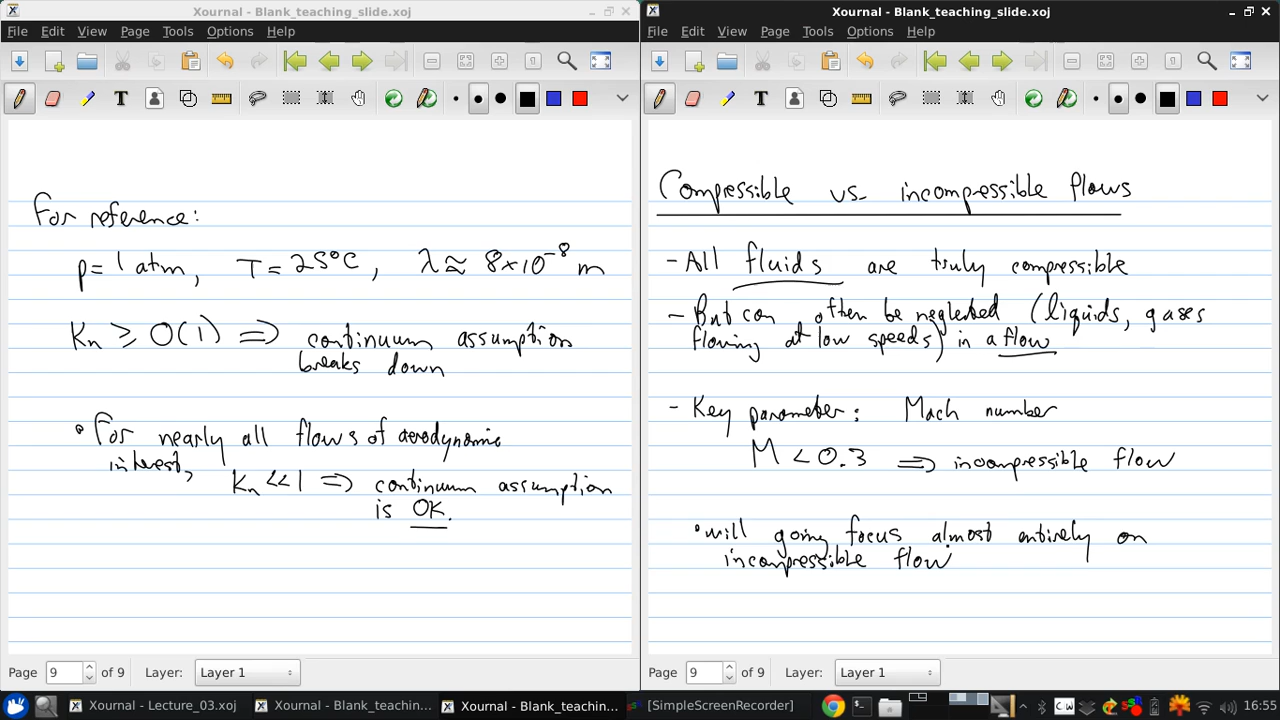 Xournal - Blank_teaching_slide.xoj
File Edit View Page Tools Options Help
For reference:
p = 1 atm, T = 25°C, λ ≈ 8×10⁻⁸ m
Kn ≥ O(1) ⟹ continuum assumption
breaks down
• For nearly all flows of aerodynamic
interest,
Kn << 1 ⟹ continuum assumption
is OK.
Page 9 of 9 Layer: Layer 1
Xournal - Blank_teaching_slide.xoj
File Edit View Page Tools Options Help
Compressible vs. incompressible flows
- All fluids are truly compressible
- But can often be neglected (liquids, gases
flowing at low speeds) in a flow
- Key parameter: Mach number
M < 0.3 ⟹ incompressible flow
• will going focus almost entirely on
incompressible flow
Page 9 of 9 Layer: Layer 1
Xournal - Lecture_03.xoj Xournal - Blank_teachin... Xournal - Blank_teachin... [SimpleScreenRecorder] 16:55